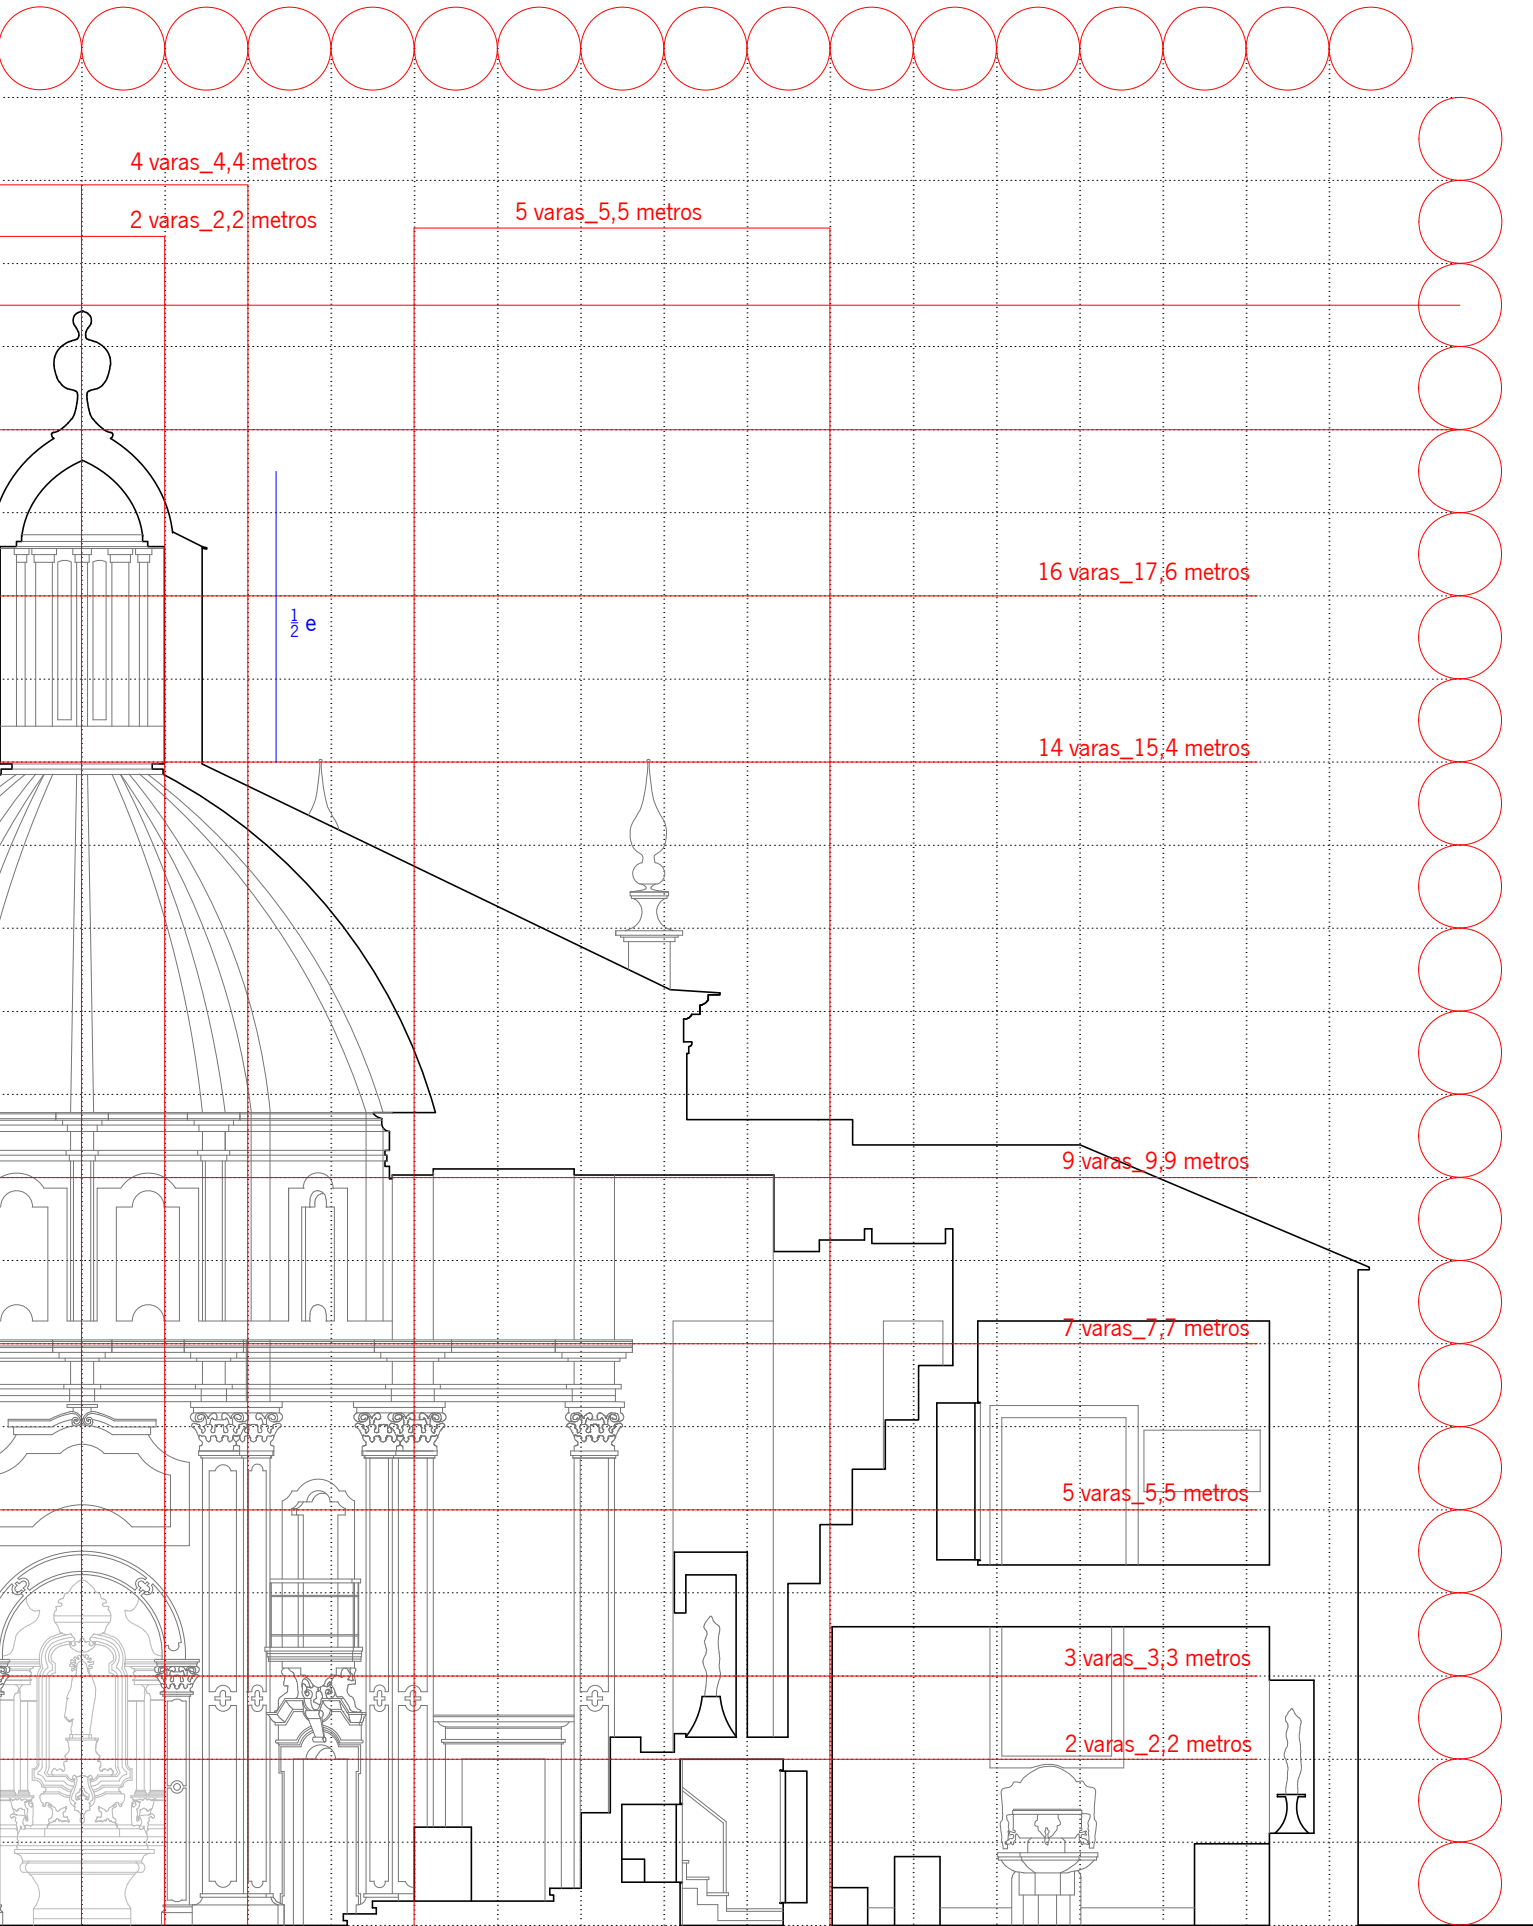 4 varas_4,4 metros
2 varas_2,2 metros
5 varas_5,5 metros
16 varas_17,6 metros
½ e
14 varas_15,4 metros
9 varas_9,9 metros
7 varas_7,7 metros
5 varas_5,5 metros
3 varas_3,3 metros
2 varas_2,2 metros